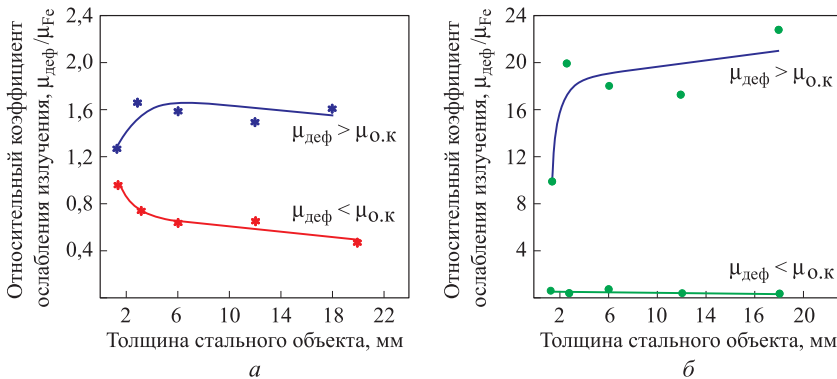 Относительный коэффициент
ослабления излучения, μдеф/μFe
2,4
2,0
1,6
1,2
0,8
0,4
μдеф > μо.к
μдеф < μо.к
2 6 10 14 18 22
Толщина стального объекта, мм
а
Относительный коэффициент
ослабления излучения, μдеф/μFe
24
20
16
12
8
4
μдеф > μо.к
μдеф < μо.к
2 6 10 14 20
Толщина стального объекта, мм
б